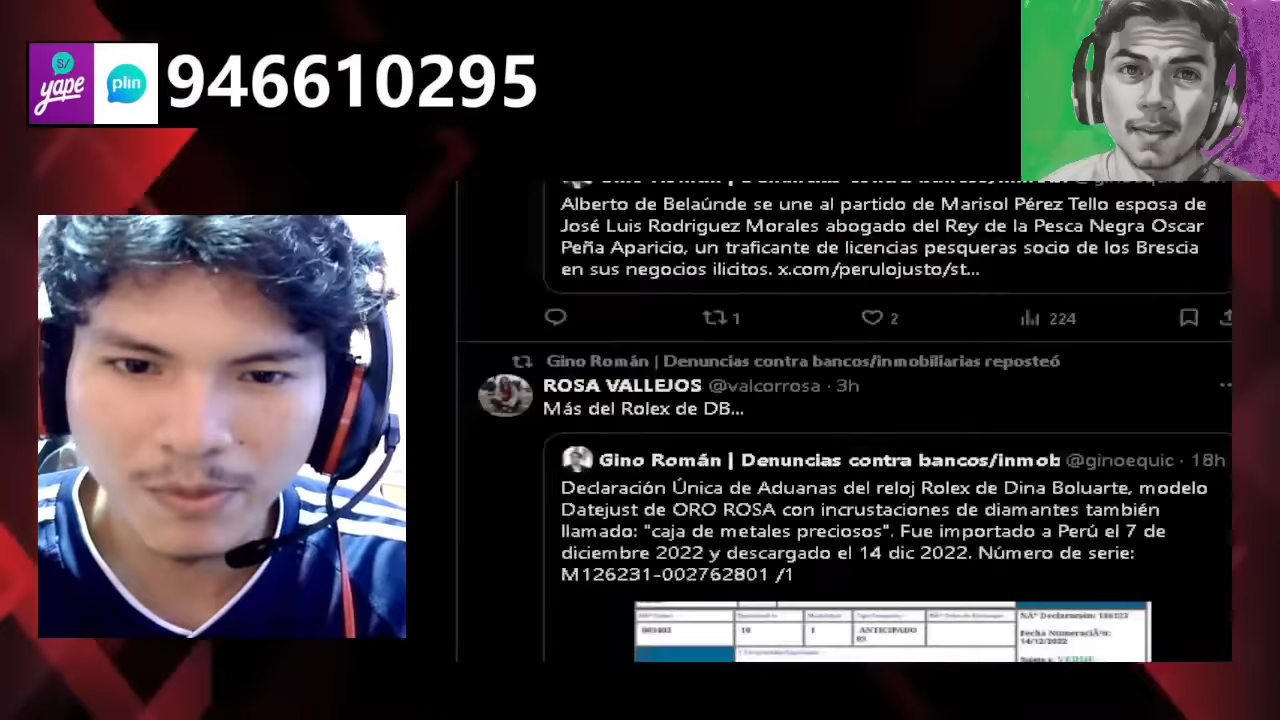 S/
yape
plin
946610295
Alberto de Belaúnde se une al partido de Marisol Pérez Tello esposa de
José Luis Rodriguez Morales abogado del Rey de la Pesca Negra Oscar
Peña Aparicio, un traficante de licencias pesqueras socio de los Brescia
en sus negocios ilicitos. x.com/perulojusto/st...
1
2
224
Gino Román | Denuncias contra bancos/inmobiliarias reposteó
ROSA VALLEJOS @valcorrosa · 3h
Más del Rolex de DB...
Gino Román | Denuncias contra bancos/inmob @ginoequic · 18h
Declaración Única de Aduanas del reloj Rolex de Dina Boluarte, modelo
Datejust de ORO ROSA con incrustaciones de diamantes también
llamado: "caja de metales preciosos". Fue importado a Perú el 7 de
diciembre 2022 y descargado el 14 dic 2022. Número de serie:
M126231-002762801 /1
10
1
ANTICIPADO
14/12/2022